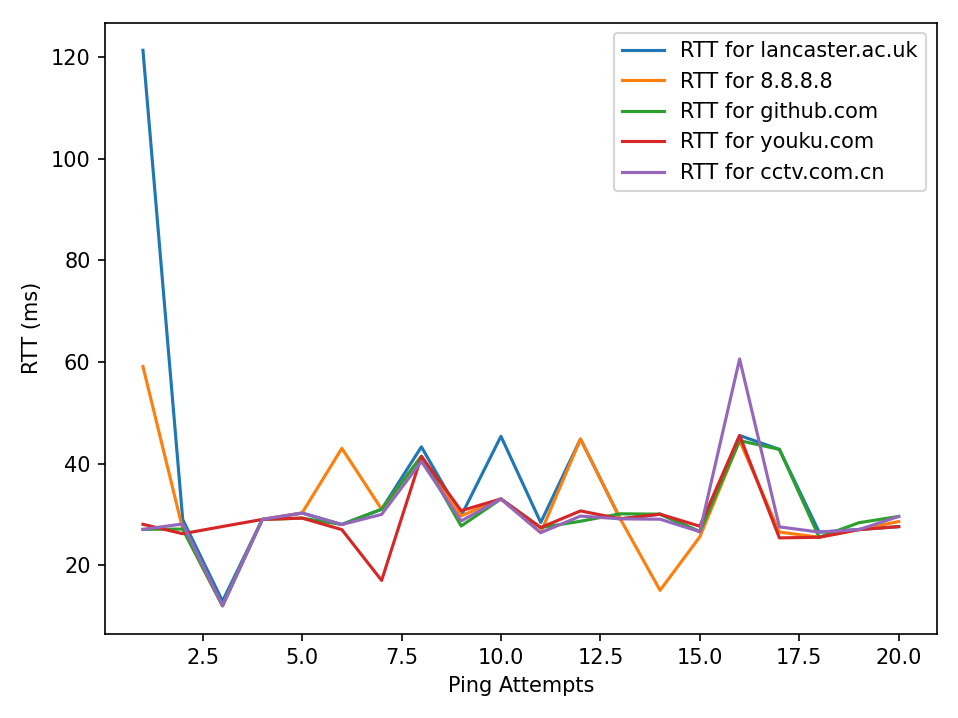 RTT for lancaster.ac.uk
RTT for 8.8.8.8
RTT for github.com
RTT for youku.com
RTT for cctv.com.cn
120
100
80
60
40
20
RTT (ms)
2.5 5.0 7.5 10.0 12.5 15.0 17.5 20.0
Ping Attempts